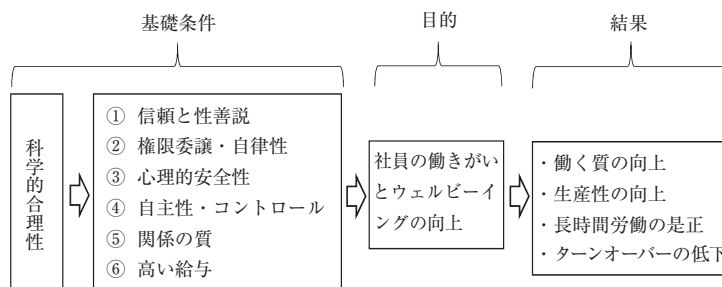 基礎条件
目的
結果
科学的合理性
① 信頼と性善説
② 権限委譲・自律性
③ 心理的安全性
④ 自主性・コントロール
⑤ 関係の質
⑥ 高い給与
社員の働きがい
とウェルビーイ
ングの向上
・働く質の向上
・生産性の向上
・長時間労働の是正
・ターンオーバーの低下